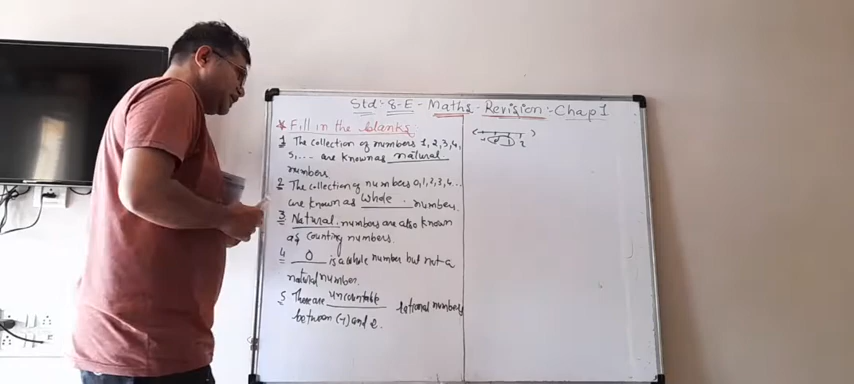 Std:- 8-E - Maths - Revision :- Chap 1
* Fill in the blanks
1 The collection of numbers 1, 2, 3, 4,
5, ... are known as natural
numbers
2 The collection of numbers 0, 1, 2, 3, 4 ...
are known as whole numbers.
3 Natural numbers are also known
as counting numbers.
4 0 is a whole number but not a
natural number.
5 There are uncountable rational numbers
between (-1) and 2.